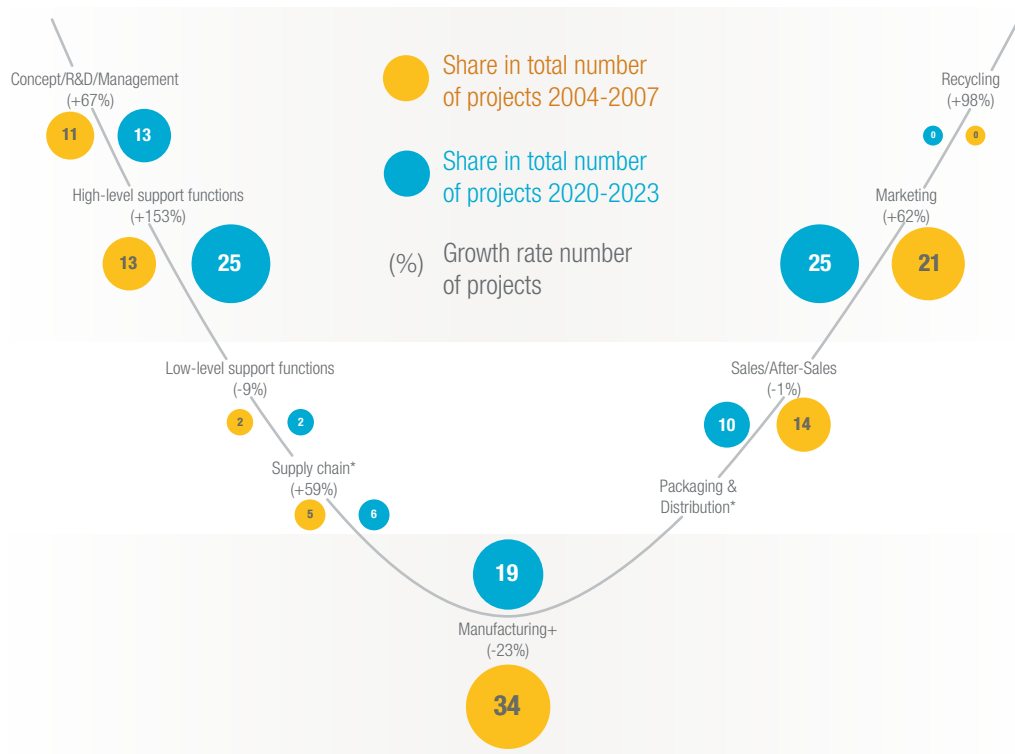 Share in total number
of projects 2004-2007
Share in total number
of projects 2020-2023
(%) Growth rate number
of projects
Concept/R&D/Management
(+67%)
11
13
High-level support functions
(+153%)
13
25
Low-level support functions
(-9%)
2
2
Supply chain*
(+59%)
5
6
19
Manufacturing+
(-23%)
34
Packaging &
Distribution*
Sales/After-Sales
(-1%)
10
14
Marketing
(+62%)
25
21
Recycling
(+98%)
0
0